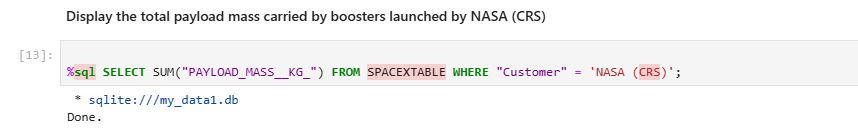 Display the total payload mass carried by boosters launched by NASA (CRS)
[13]:
%sql SELECT SUM("PAYLOAD_MASS__KG_") FROM SPACEXTABLE WHERE "Customer" = 'NASA (CRS)';
* sqlite:///my_data1.db
Done.